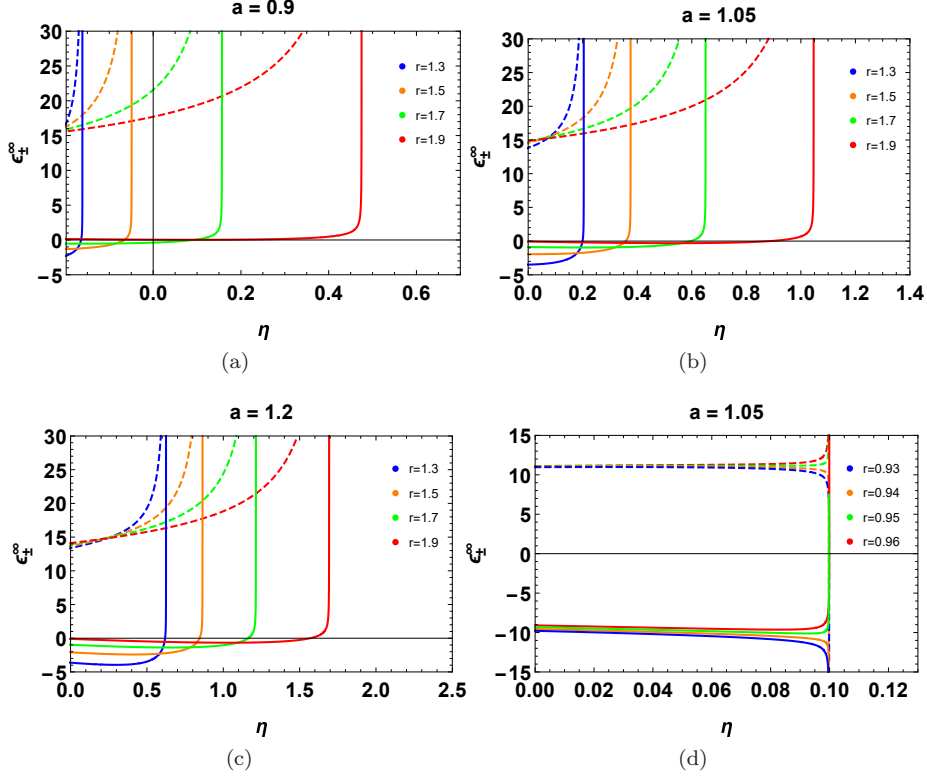 a = 0.9
30
25
20
15
10
5
0
−5
ϵ±∞
r=1.3
r=1.5
r=1.7
r=1.9
0.0 0.2 0.4 0.6
η
(a)
a = 1.05
30
25
20
15
10
5
0
−5
ϵ±∞
r=1.3
r=1.5
r=1.7
r=1.9
0.0 0.2 0.4 0.6 0.8 1.0 1.2 1.4
η
(b)
a = 1.2
30
25
20
15
10
5
0
−5
ϵ±∞
r=1.3
r=1.5
r=1.7
r=1.9
0.0 0.5 1.0 1.5 2.0 2.5
η
(c)
a = 1.05
15
10
5
0
−5
−10
−15
ϵ±∞
r=0.93
r=0.94
r=0.95
r=0.96
0.00 0.02 0.04 0.06 0.08 0.10 0.12
η
(d)